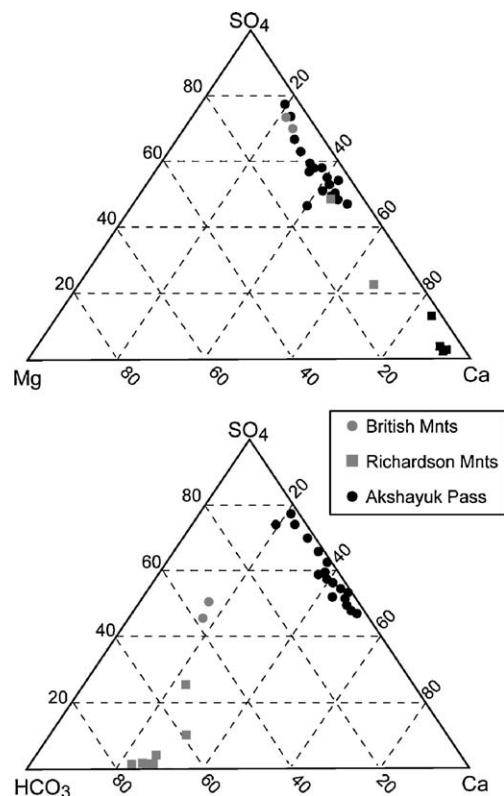 SO4
80 20
60 40
40 60
20 80
Mg 80 60 40 20 Ca
SO4
British Mnts
Richardson Mnts
Akshayuk Pass
80 20
60 40
40 60
20 80
HCO3 80 60 40 20 Ca